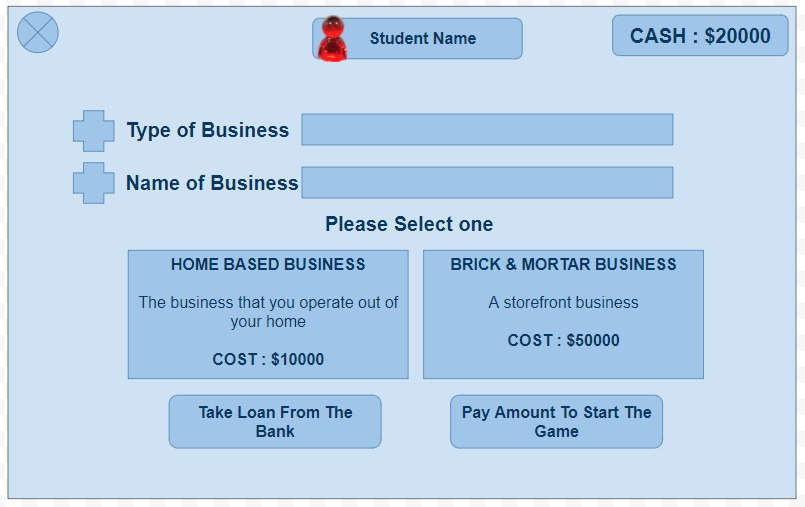 Student Name
CASH : $20000
Type of Business
Name of Business
Please Select one
HOME BASED BUSINESS
The business that you operate out of
your home
COST : $10000
BRICK & MORTAR BUSINESS
A storefront business
COST : $50000
Take Loan From The
Bank
Pay Amount To Start The
Game